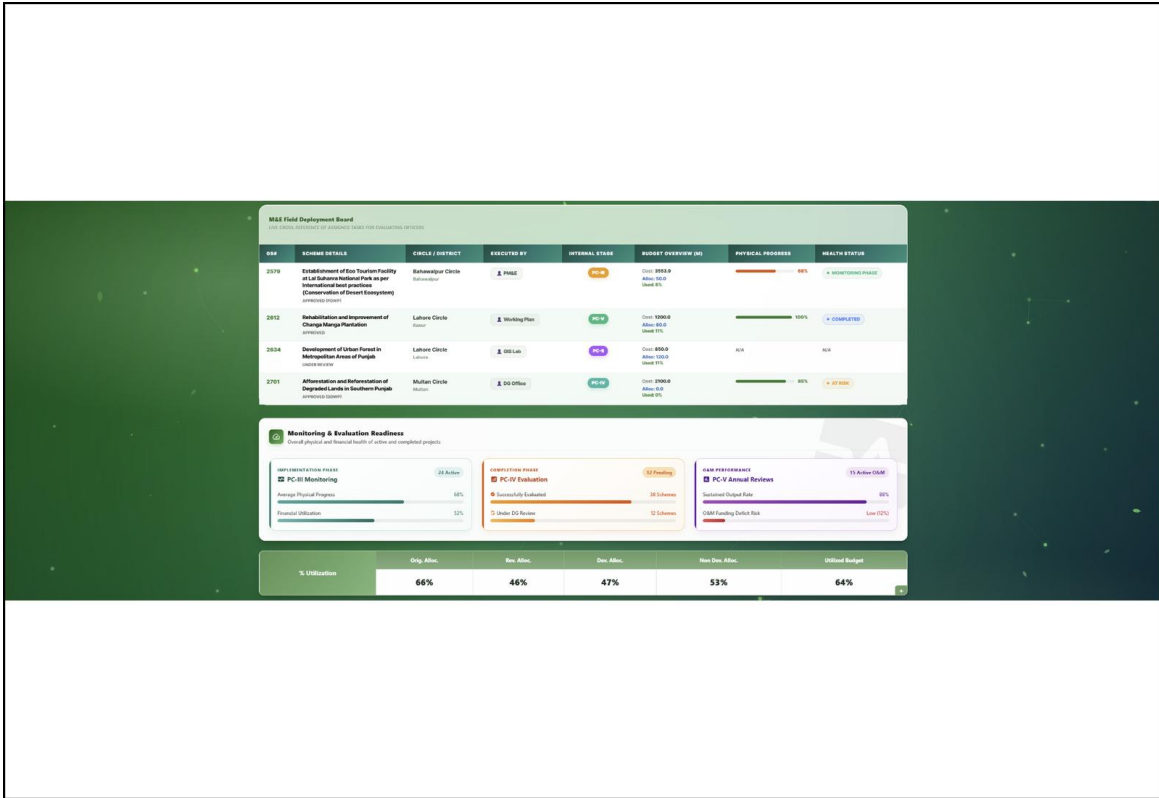 M&E Field Deployment Board
LIVE CROSS-REFERENCE OF ASSIGNED TASKS FOR EVALUATING OFFICERS
GS# SCHEME DETAILS CIRCLE / DISTRICT EXECUTED BY INTERNAL STAGE BUDGET OVERVIEW (M) PHYSICAL PROGRESS HEALTH STATUS
2579
Establishment of Eco Tourism Facility
at Lal Suhanra National Park as per
International best practices
(Conservation of Desert Ecosystem)
Bahawalpur Circle
Bahawalpur
PM&E
PC-III
Cost: 3553.9
Alloc: 50.0
Used: 8%
68%
MONITORING PHASE
2612
Rehabilitation and Improvement of
Changa Manga Plantation
APPROVED
Lahore Circle
Kasur
Working Plan
PC-V
Cost: 1200.0
Alloc: 80.0
Used: 11%
100%
COMPLETED
2634
Development of Urban Forest in
Metropolitan Areas of Punjab
UNDER REVIEW
Lahore Circle
Lahore
GIS Lab
PC-II
Cost: 850.0
Alloc: 120.0
Used: 11%
N/A
N/A
2701
Afforestation and Reforestation of
Degraded Lands in Southern Punjab
Multan Circle
Multan
DG Office
PC-IV
Cost: 2100.0
Alloc: 0.0
Used: 0%
85%
AT RISK
Monitoring & Evaluation Readiness
Overall physical and financial health of active and completed projects
IMPLEMENTATION PHASE
PC-III Monitoring
24 Active
Average Physical Progress 68%
Financial Utilization 52%
COMPLETION PHASE
PC-IV Evaluation
12 Pending
Successfully Evaluated 38 Schemes
Under DG Review 12 Schemes
O&M PERFORMANCE
PC-V Annual Reviews
15 Active O&M
Sustained Output Rate 88%
O&M Funding Deficit Risk Low (12%)
% Utilization
Orig. Alloc. Rev. Alloc. Dev. Alloc. Non Dev. Alloc. Utilized Budget
66% 46% 47% 53% 64%